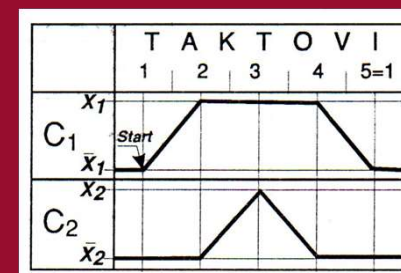 T A K T O V I
1 2 3 4 5=1
X1
C1 Start
x̄1
X2
C2
x̄2